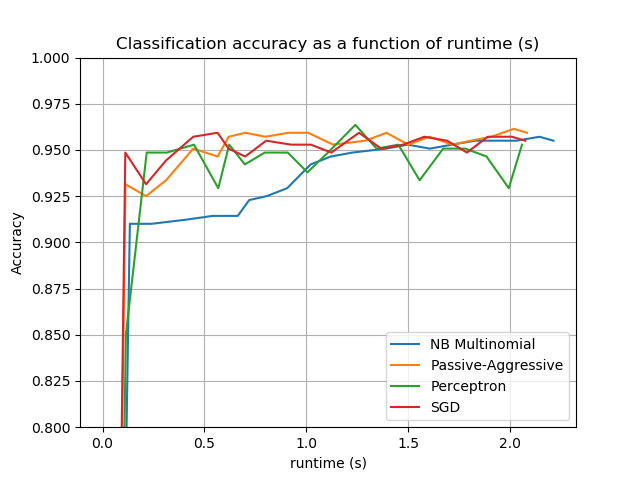 Classification accuracy as a function of runtime (s)
1.000
0.975
0.950
0.925
0.900
0.875
0.850
0.825
0.800
Accuracy
NB Multinomial
Passive-Aggressive
Perceptron
SGD
0.0 0.5 1.0 1.5 2.0
runtime (s)